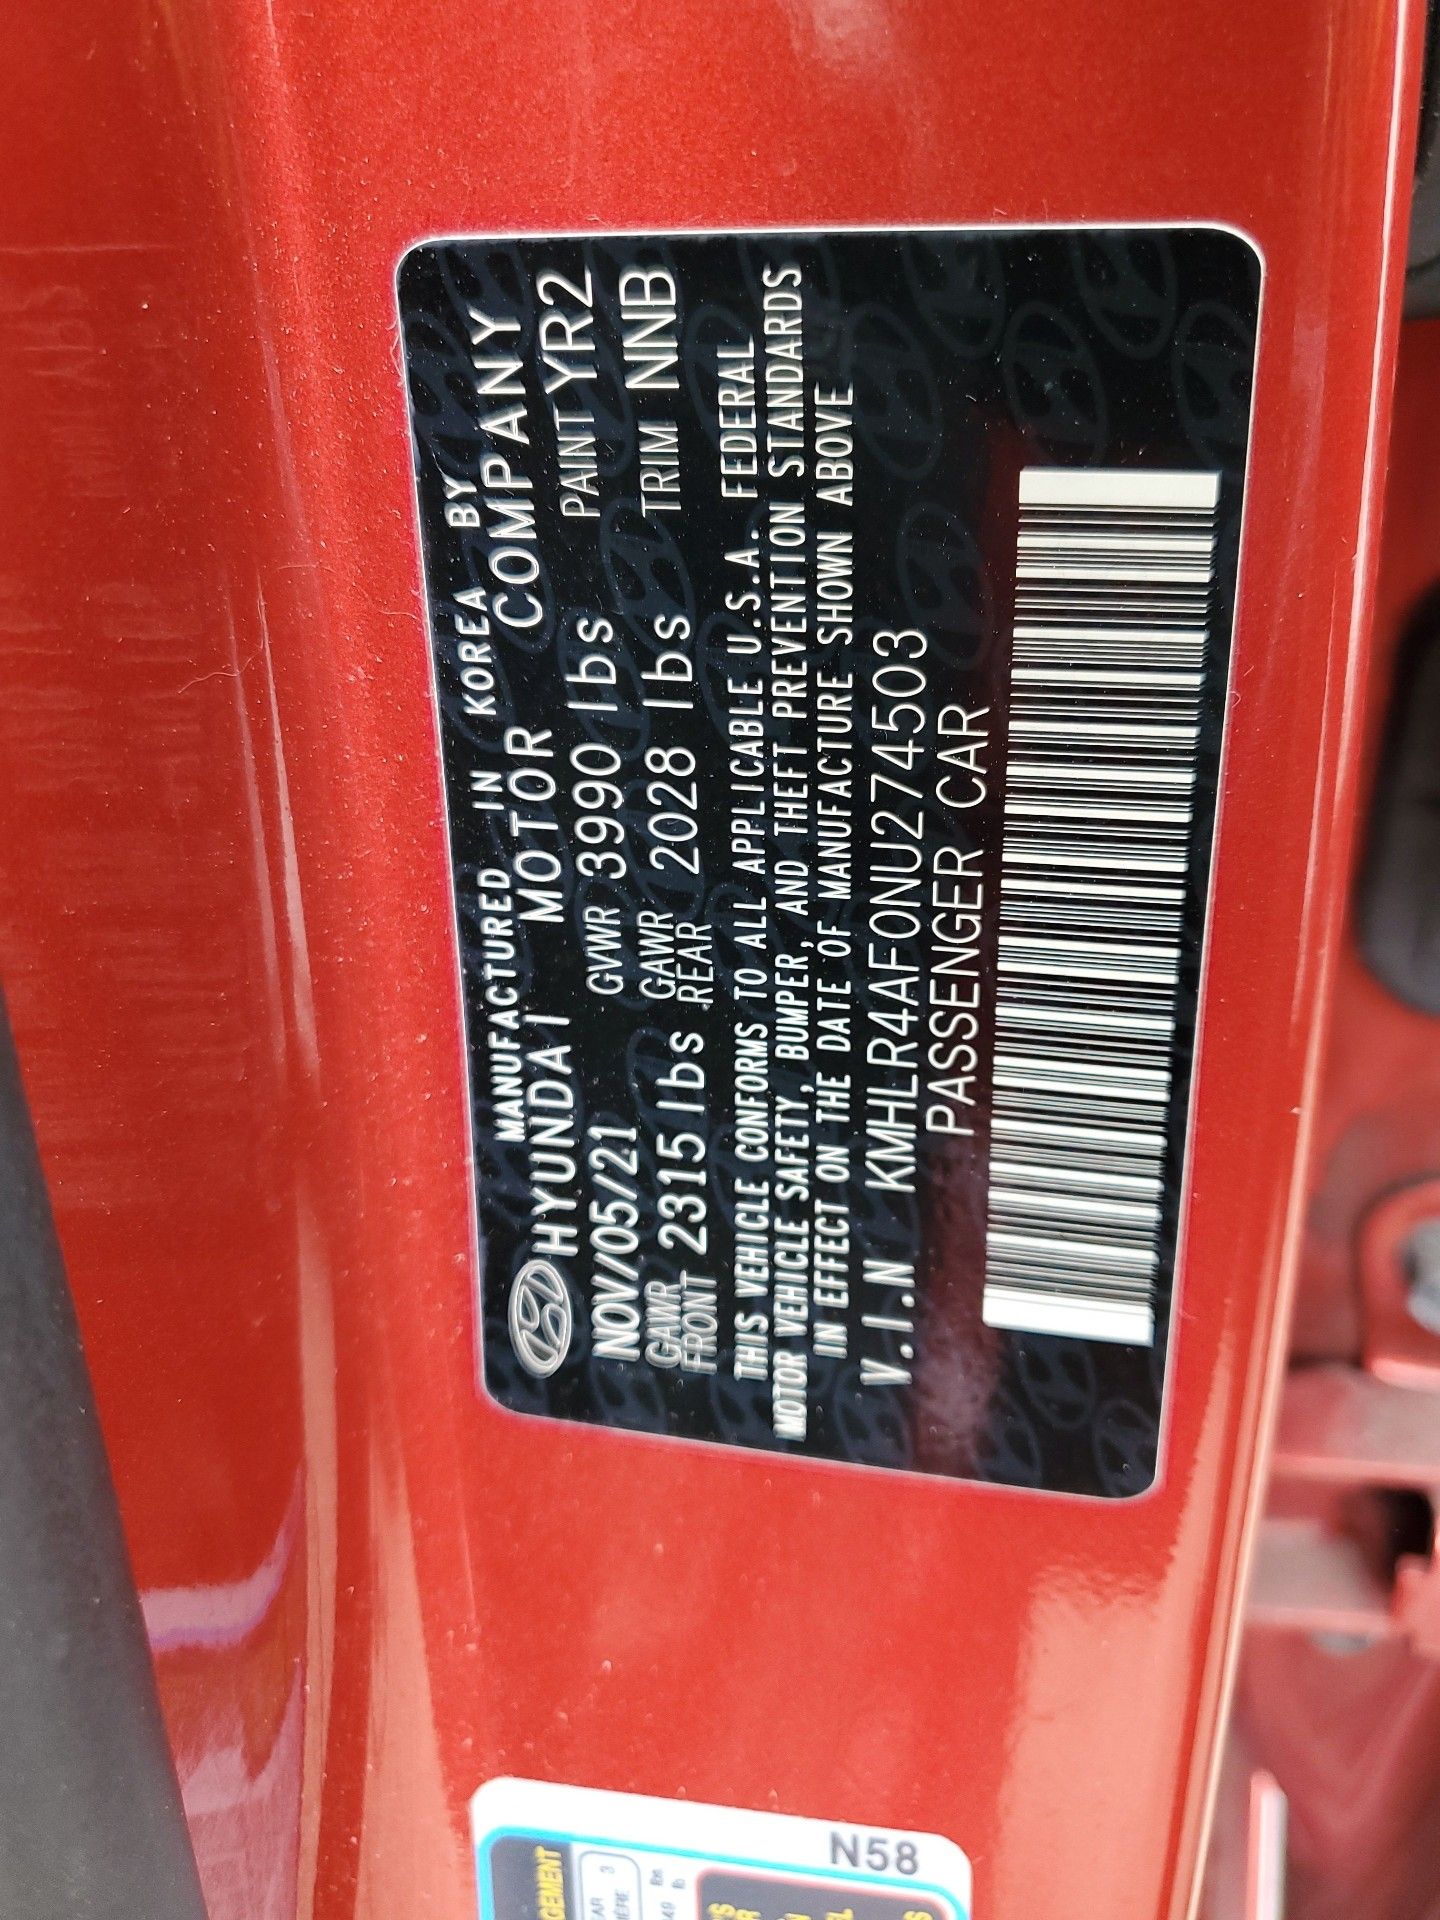 MANUFACTURED IN KOREA BY
HYUNDAI MOTOR COMPANY
NOV/05/21 GVWR 3990 lbs PAINT YR2
GAWR FRONT 2315 lbs GAWR REAR 2028 lbs TRIM NNB
THIS VEHICLE CONFORMS TO ALL APPLICABLE U.S.A. FEDERAL
MOTOR VEHICLE SAFETY, BUMPER, AND THEFT PREVENTION STANDARDS
IN EFFECT ON THE DATE OF MANUFACTURE SHOWN ABOVE
V.I.N KMHLR4AF0NU274503
PASSENGER CAR
N58